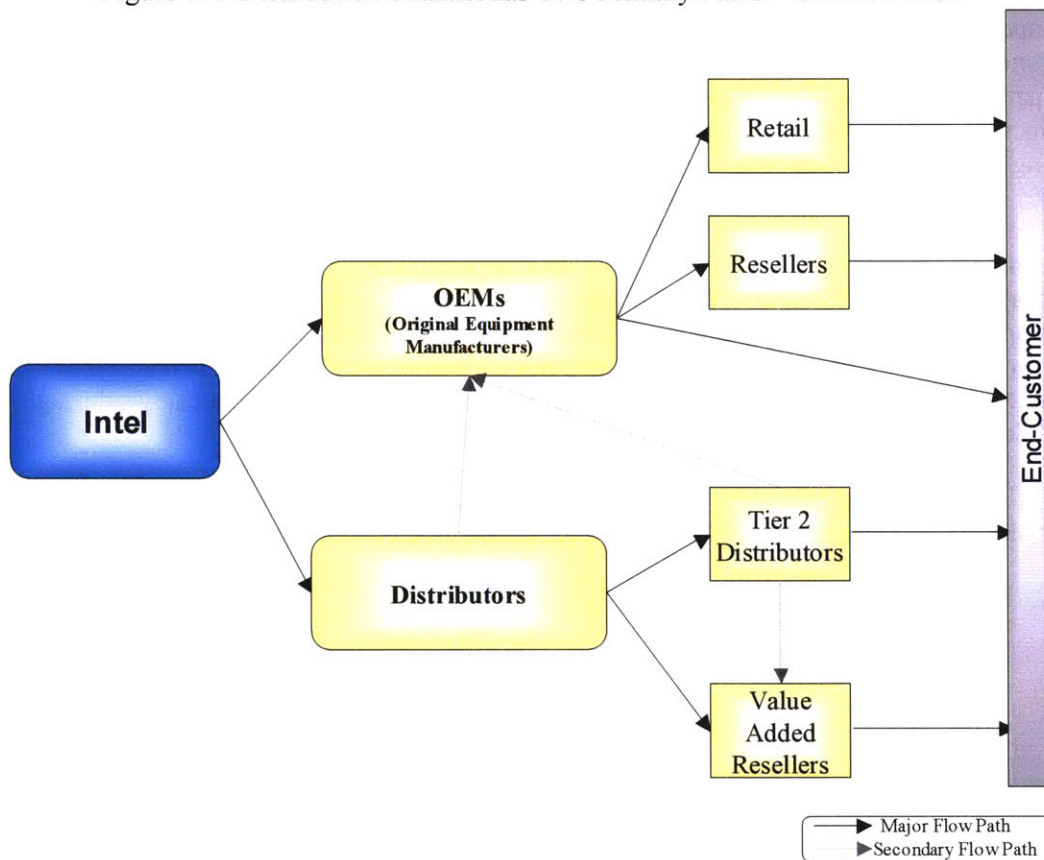 Retail
Resellers
OEMs
(Original Equipment
Manufacturers)
Intel
End-Customer
Tier 2
Distributors
Distributors
Value
Added
Resellers
Major Flow Path
Secondary Flow Path